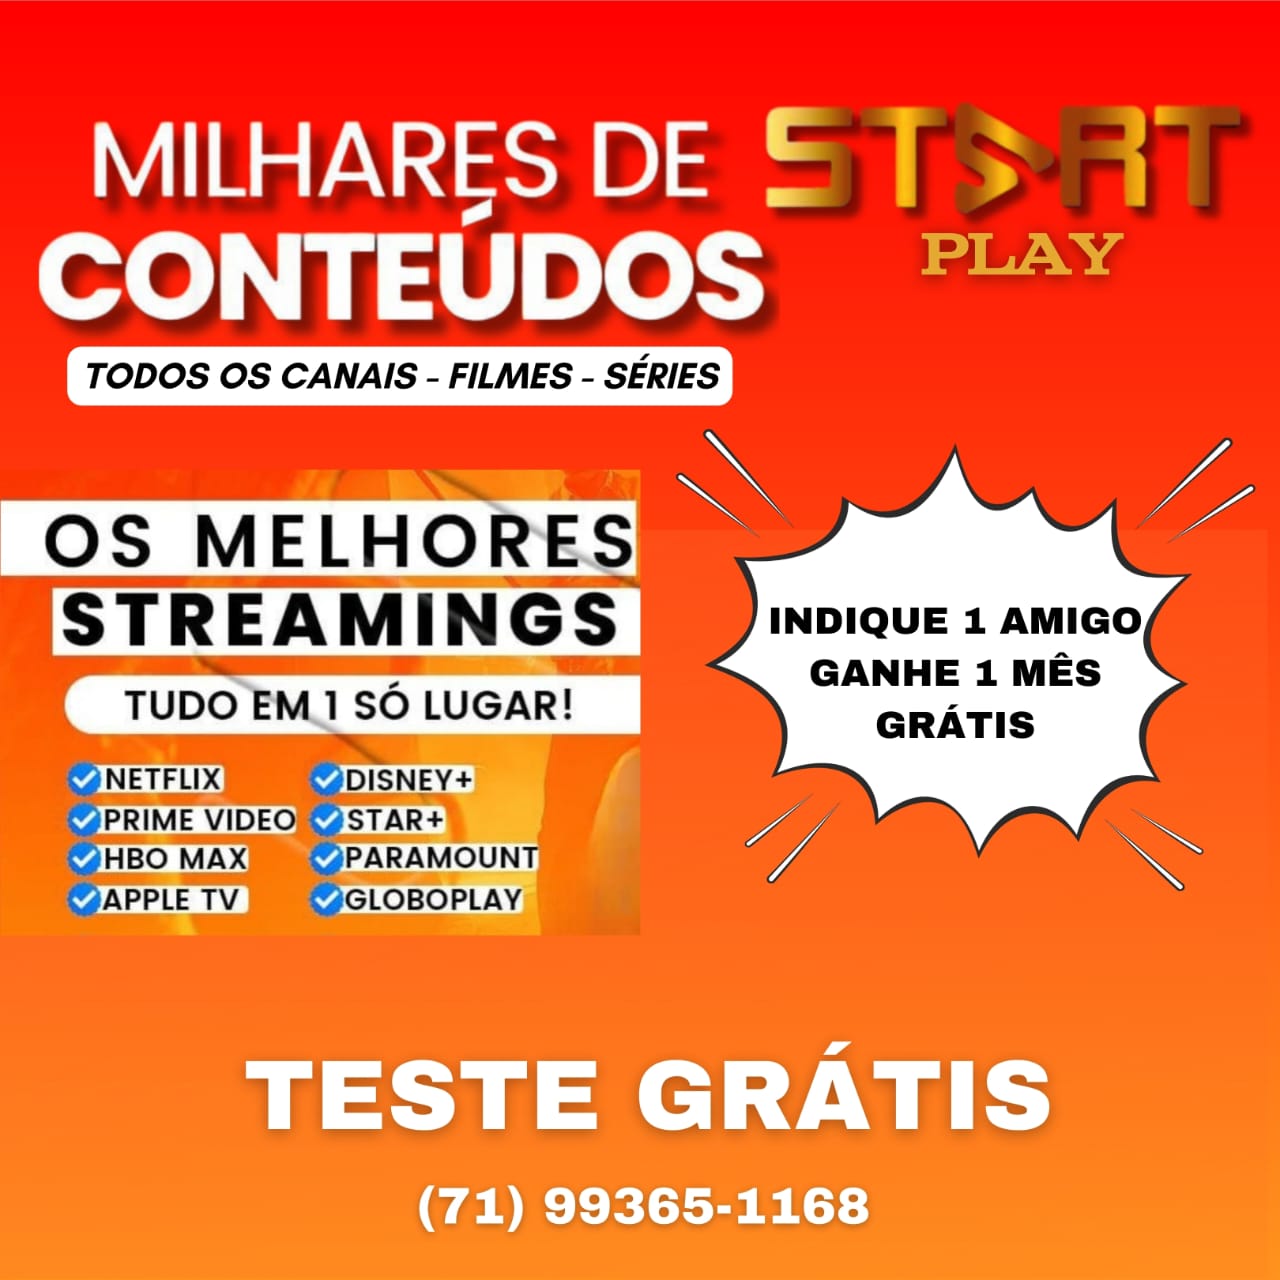 MILHARES DE
CONTEÚDOS
TODOS OS CANAIS - FILMES - SÉRIES
START
PLAY
OS MELHORES
STREAMINGS
TUDO EM 1 SÓ LUGAR!
NETFLIX
PRIME VIDEO
HBO MAX
APPLE TV
DISNEY+
STAR+
PARAMOUNT
GLOBOPLAY
INDIQUE 1 AMIGO
GANHE 1 MÊS
GRÁTIS
TESTE GRÁTIS
(71) 99365-1168